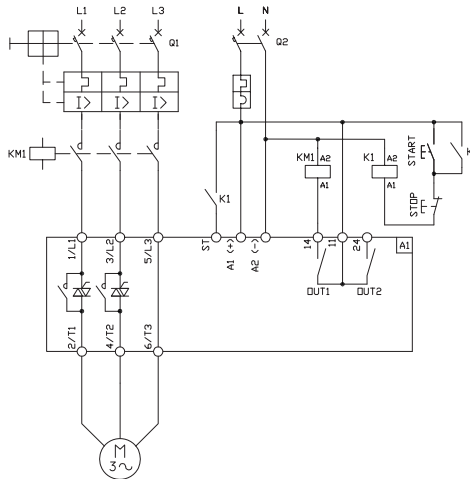 L1 L2 L3 L N
Q1 Q2
I> I> I>
KM1
KM1 A2 A1
K1 A2 A1
START
K
STOP
K1
1/L1 3/L2 5/L3 ST A1 (+) A2 (-) 14 11 24 A1
OUT1 OUT2
2/T1 4/T2 6/T3
M
3~